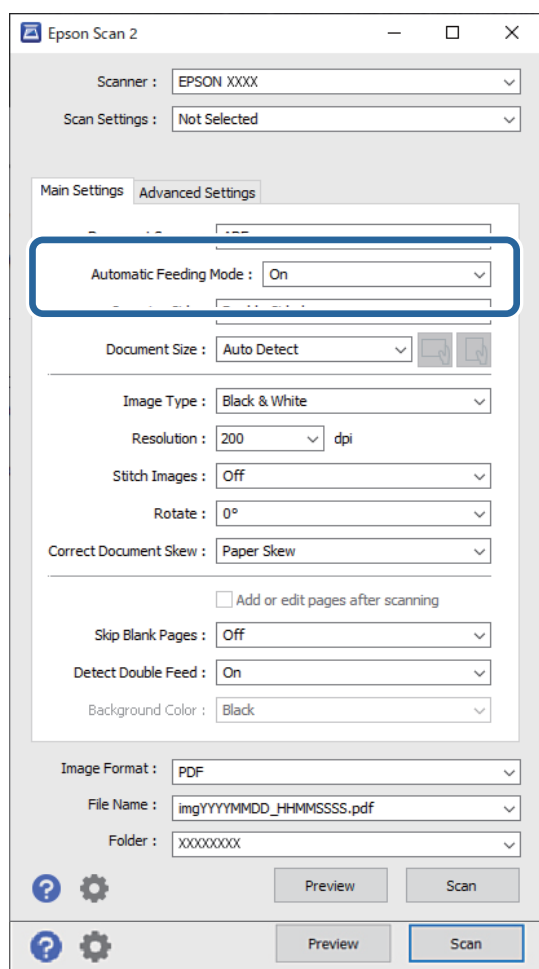 Epson Scan 2
Scanner : EPSON XXXX
Scan Settings : Not Selected
Main Settings Advanced Settings
Automatic Feeding Mode : On
Document Size : Auto Detect
Image Type : Black & White
Resolution : 200 dpi
Stitch Images : Off
Rotate : 0°
Correct Document Skew : Paper Skew
Add or edit pages after scanning
Skip Blank Pages : Off
Detect Double Feed : On
Background Color : Black
Image Format : PDF
File Name : imgYYYYMMDD_HHMMSSSS.pdf
Folder : XXXXXXXX
? Preview Scan
? Preview Scan